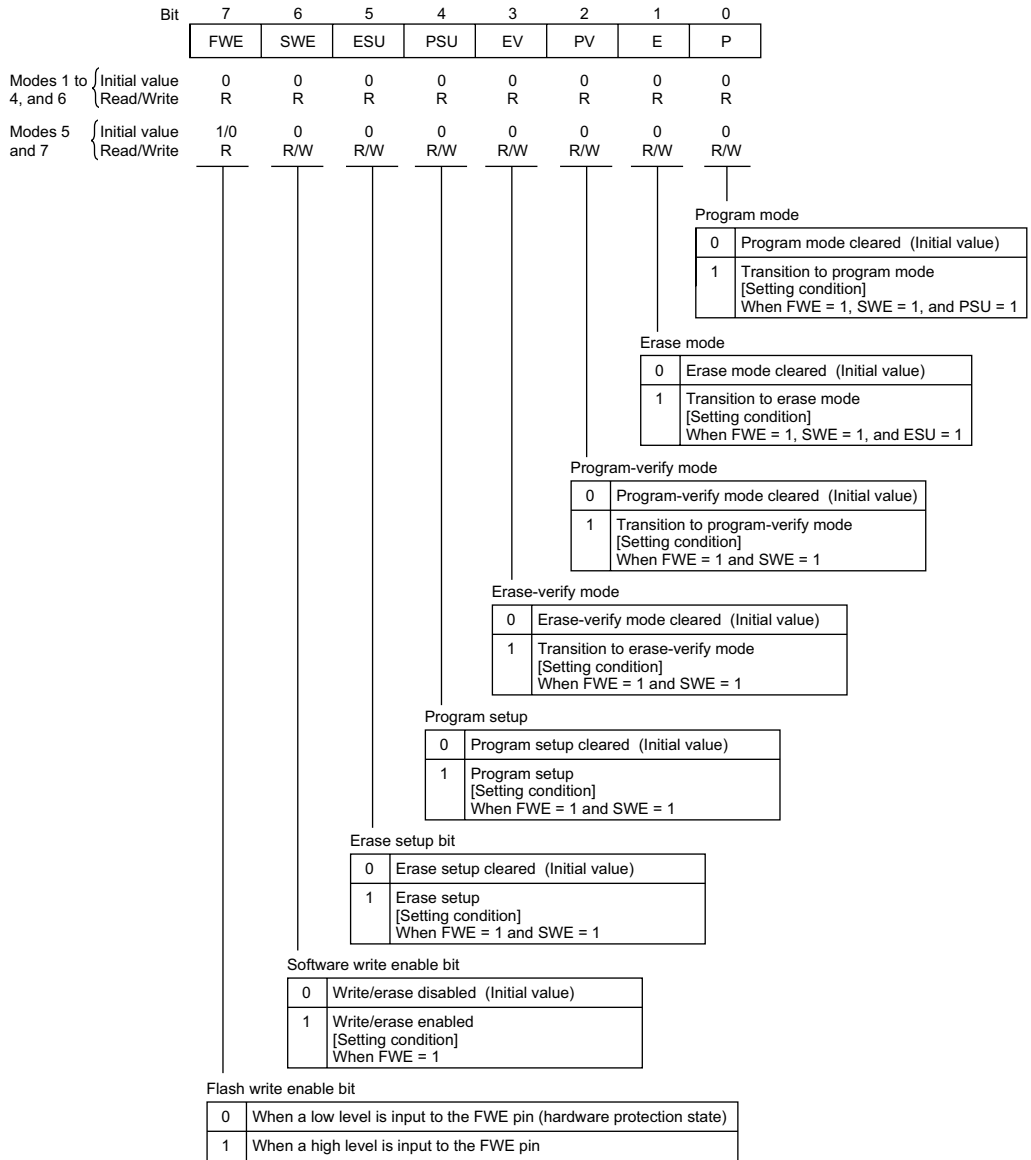 Bit 7 6 5 4 3 2 1 0
FWE SWE ESU PSU EV PV E P
Modes 1 to 4, and 6
Initial value 0 0 0 0 0 0 0 0
Read/Write R R R R R R R R
Modes 5 and 7
Initial value 1/0 0 0 0 0 0 0 0
Read/Write R R/W R/W R/W R/W R/W R/W R/W
Program mode
0 Program mode cleared (Initial value)
1 Transition to program mode
[Setting condition]
When FWE = 1, SWE = 1, and PSU = 1
Erase mode
0 Erase mode cleared (Initial value)
1 Transition to erase mode
[Setting condition]
When FWE = 1, SWE = 1, and ESU = 1
Program-verify mode
0 Program-verify mode cleared (Initial value)
1 Transition to program-verify mode
[Setting condition]
When FWE = 1 and SWE = 1
Erase-verify mode
0 Erase-verify mode cleared (Initial value)
1 Transition to erase-verify mode
[Setting condition]
When FWE = 1 and SWE = 1
Program setup
0 Program setup cleared (Initial value)
1 Program setup
[Setting condition]
When FWE = 1 and SWE = 1
Erase setup bit
0 Erase setup cleared (Initial value)
1 Erase setup
[Setting condition]
When FWE = 1 and SWE = 1
Software write enable bit
0 Write/erase disabled (Initial value)
1 Write/erase enabled
[Setting condition]
When FWE = 1
Flash write enable bit
0 When a low level is input to the FWE pin (hardware protection state)
1 When a high level is input to the FWE pin